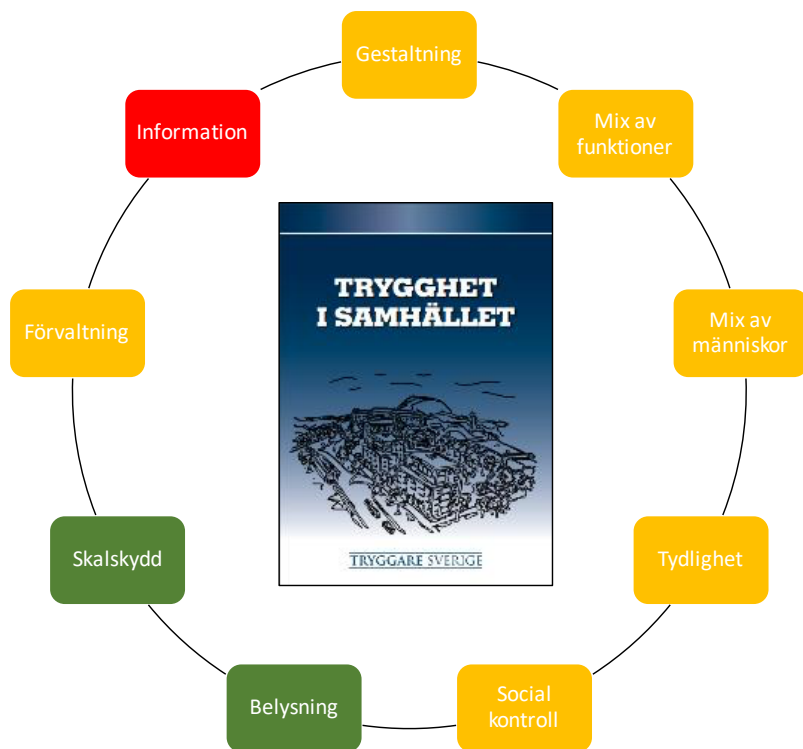 Gestaltning
Information
Mix av
funktioner
Förvaltning
Mix av
människor
TRYGGHET
I SAMHÄLLET
Skalskydd
Tydlighet
TRYGGARE SVERIGE
Belysning
Social
kontroll